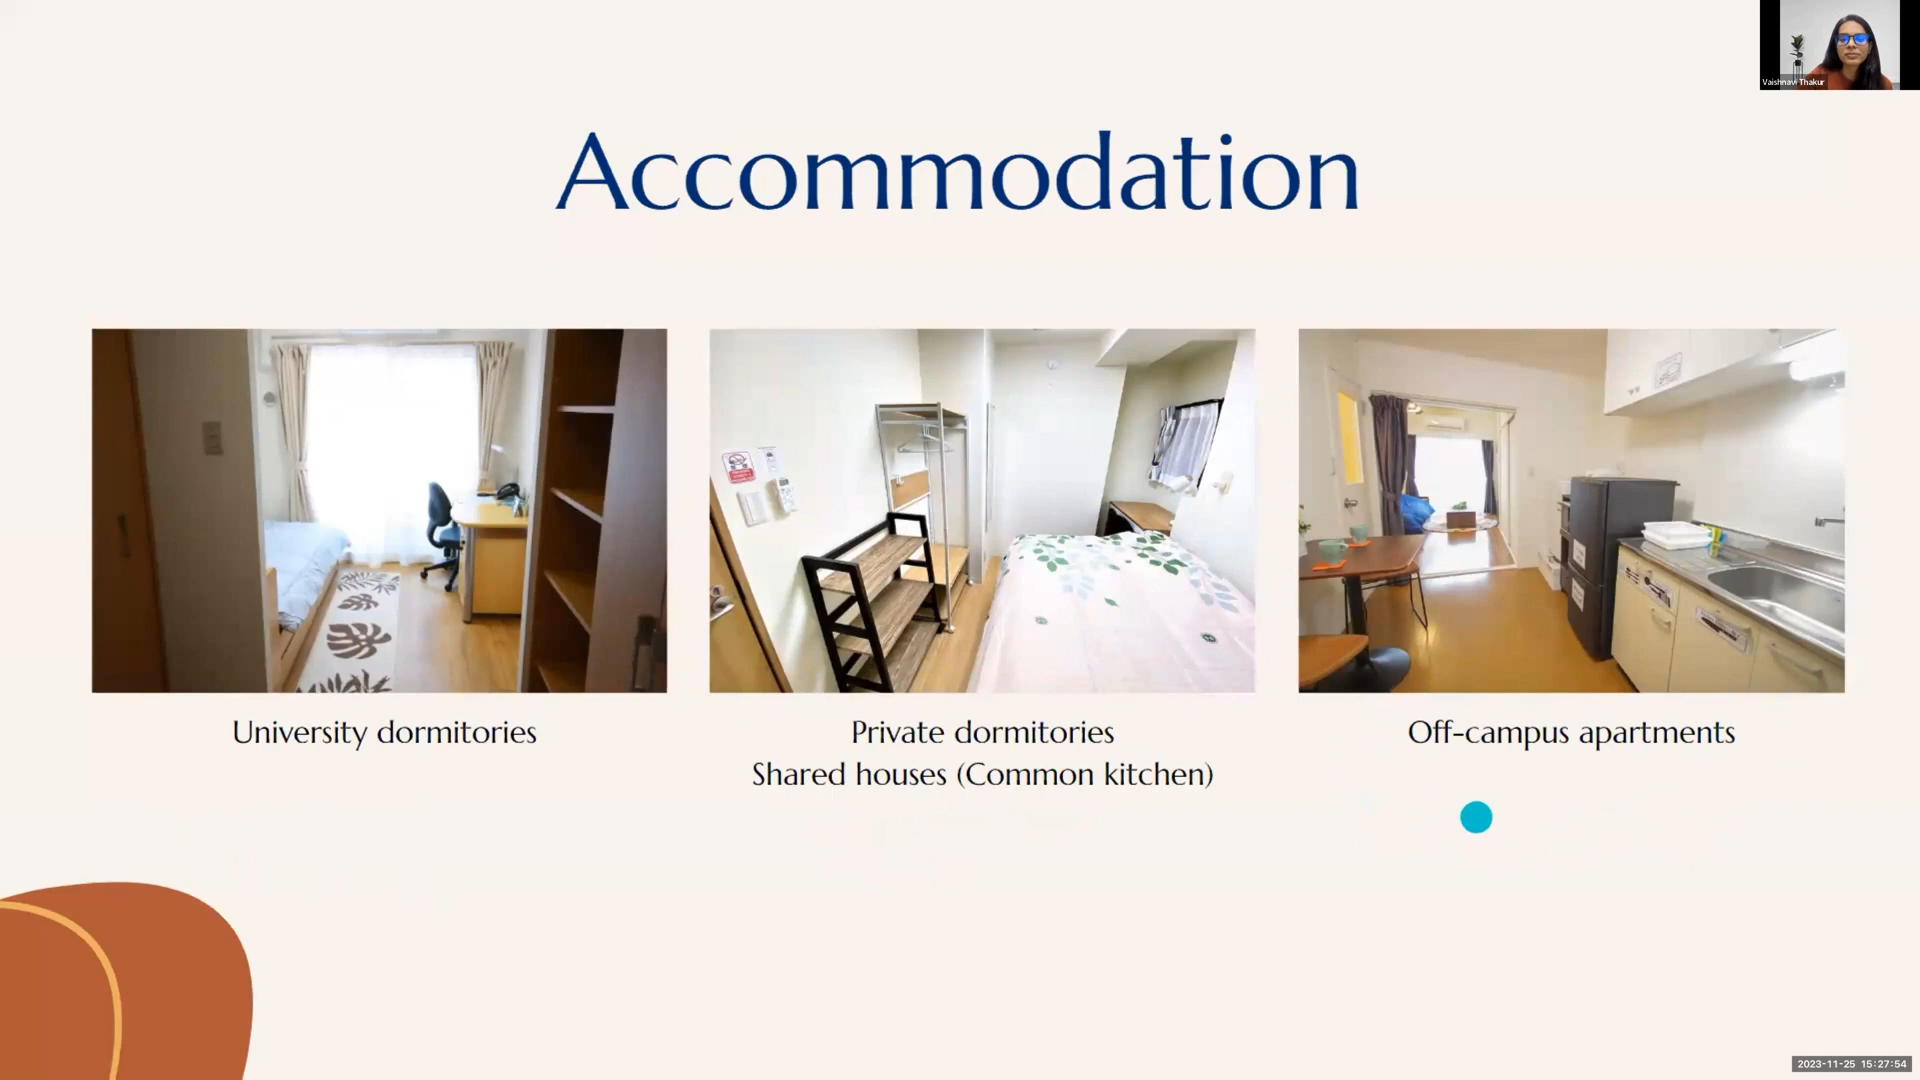 Vaishnavi Thakur
Accommodation
University dormitories
Private dormitories
Shared houses (Common kitchen)
Off-campus apartments
2023-11-25 15:27:54